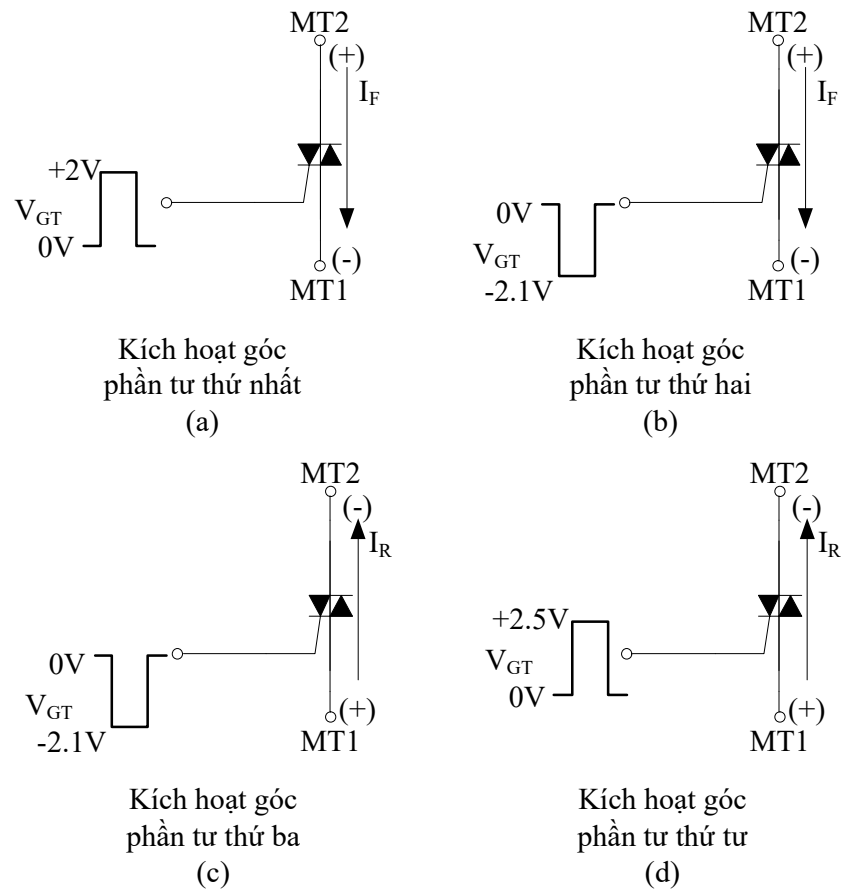 MT2
(+)
I_F
+2V
V_GT
0V
(-)
MT1
Kích hoạt góc
phần tư thứ nhất
(a)
MT2
(+)
I_F
0V
V_GT
-2.1V
(-)
MT1
Kích hoạt góc
phần tư thứ hai
(b)
MT2
(-)
I_R
0V
V_GT
-2.1V
(+)
MT1
Kích hoạt góc
phần tư thứ ba
(c)
MT2
(-)
I_R
+2.5V
V_GT
0V
(+)
MT1
Kích hoạt góc
phần tư thứ tư
(d)